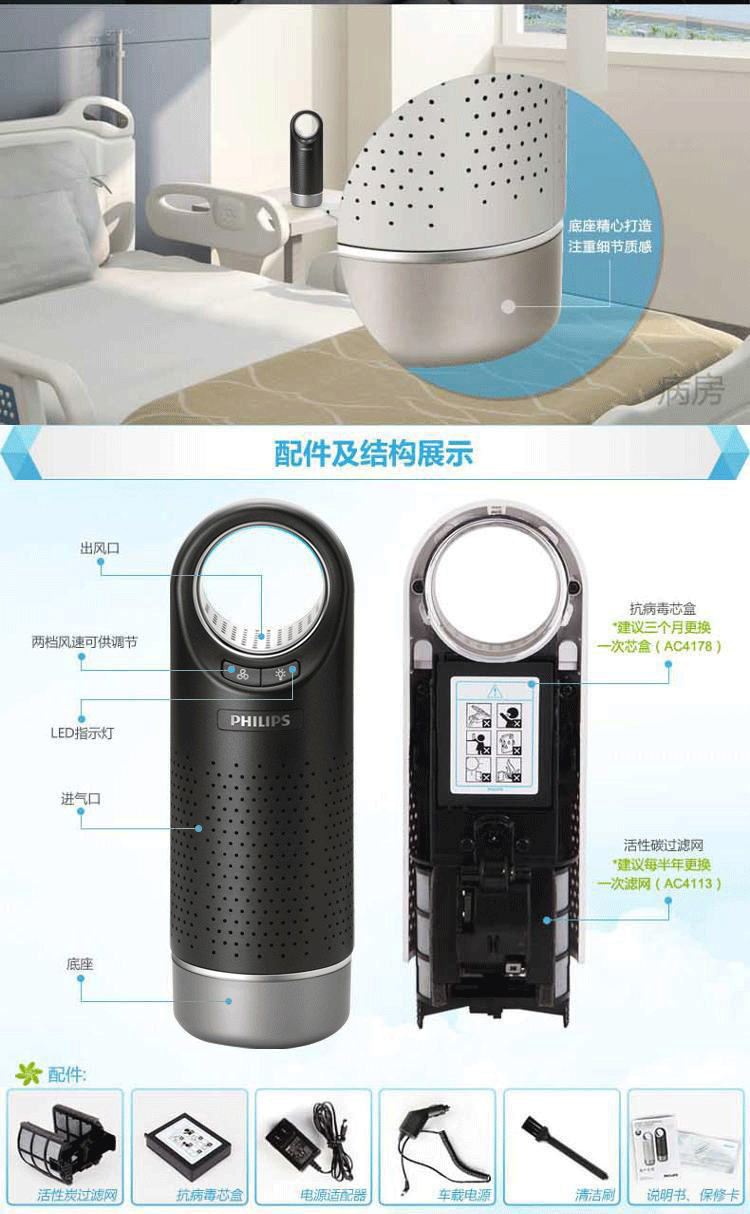 底座精心打造
注重细节质感
病房
配件及结构展示
出风口
两档风速可供调节
LED指示灯
进气口
底座
PHILIPS
抗病毒芯盒
*建议三个月更换
一次芯盒（AC4178）
活性碳过滤网
*建议每半年更换
一次滤网（AC4113）
配件:
活性炭过滤网
抗病毒芯盒
电源适配器
车载电源
清洁刷
说明书、保修卡